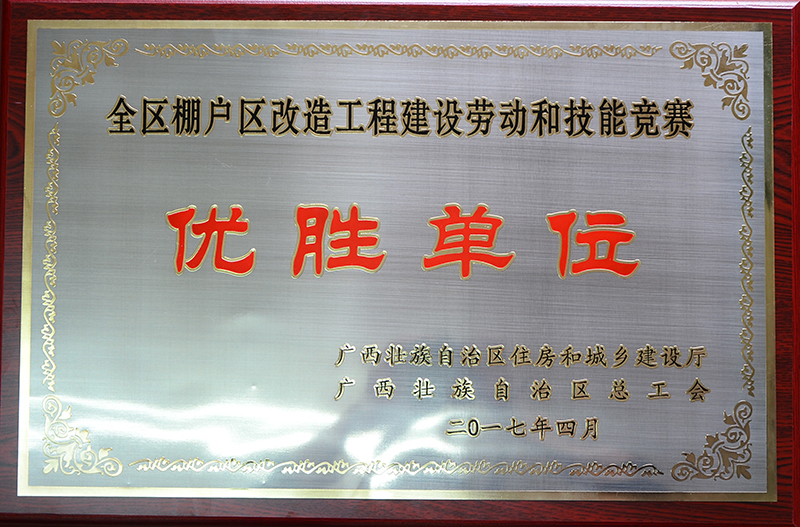 全区棚户区改造工程建设劳动和技能竞赛
优胜单位
广西壮族自治区住房和城乡建设厅
广西壮族自治区总工会
二0一七年四月